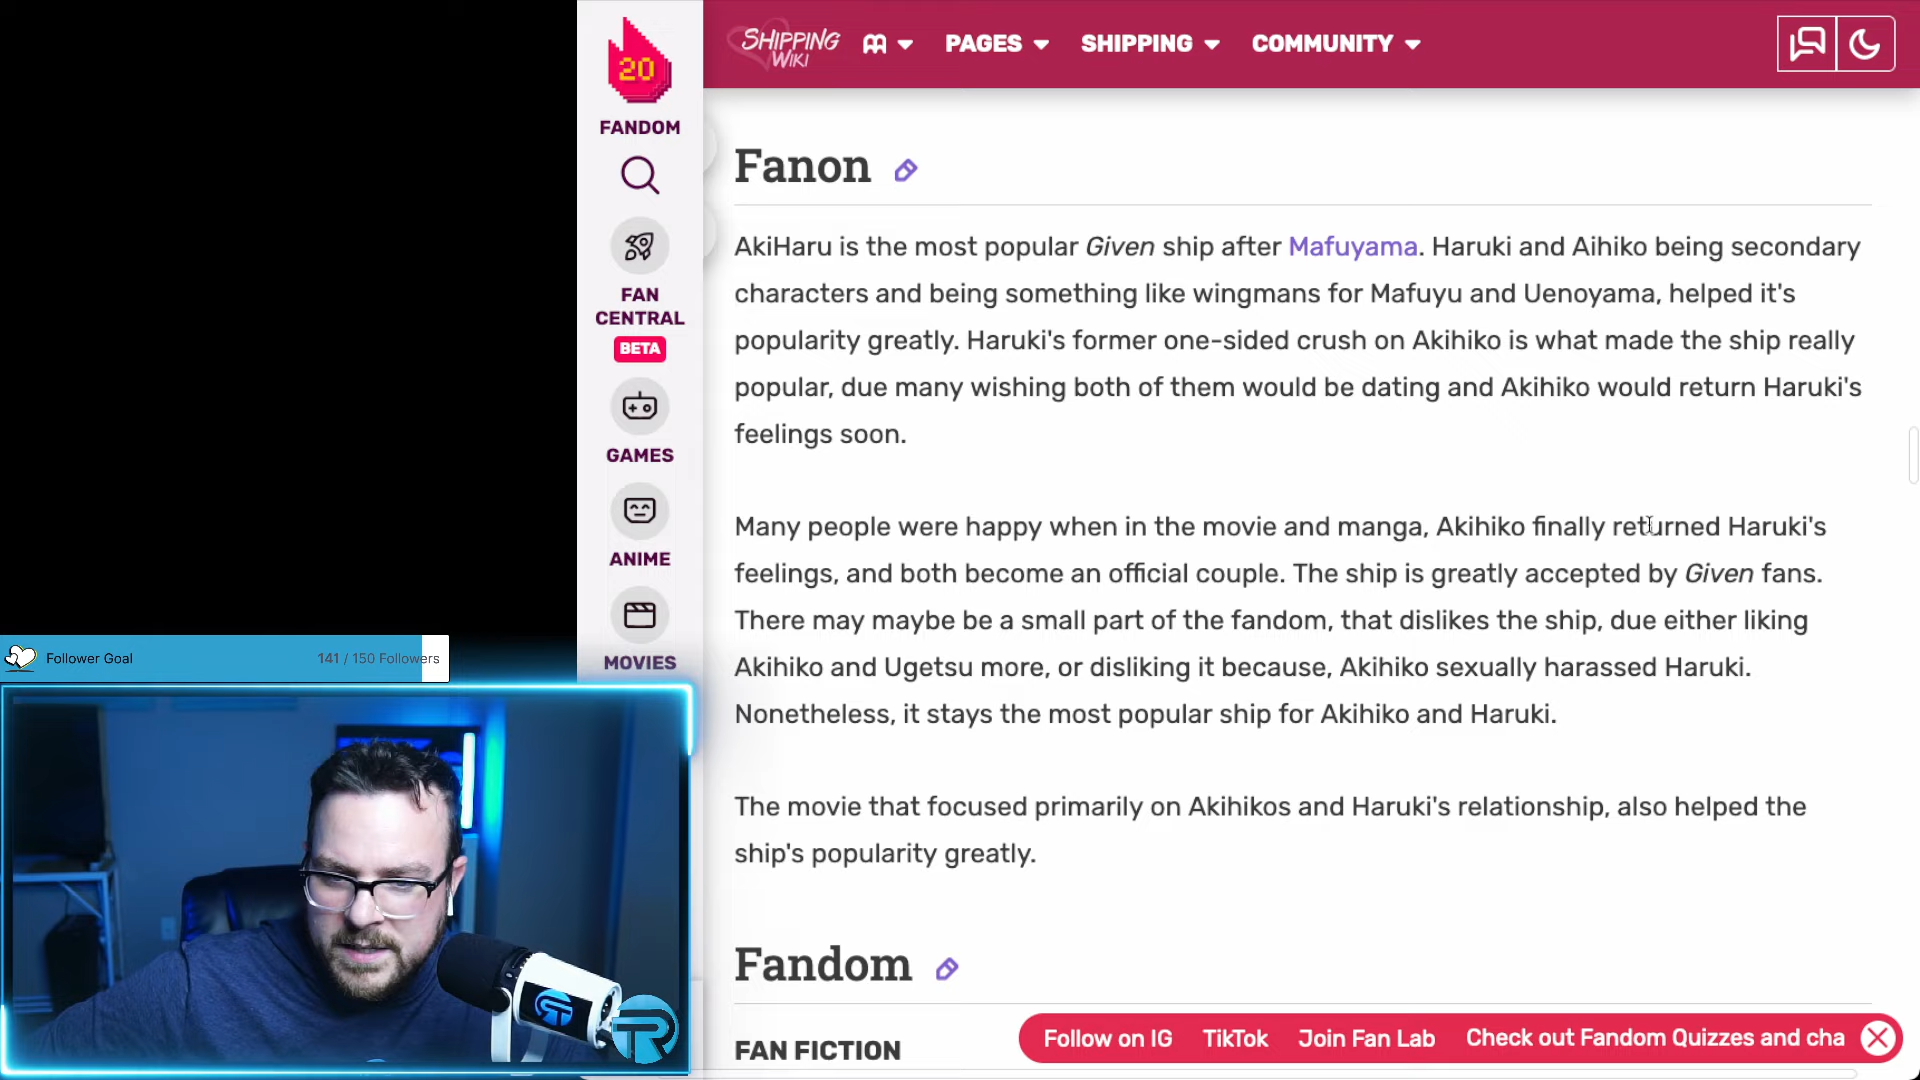 20
FANDOM
FAN
CENTRAL
BETA
GAMES
ANIME
MOVIES
SHIPPING
WIKI
PAGES
SHIPPING
COMMUNITY
Fanon
AkiHaru is the most popular Given ship after Mafuyama. Haruki and Aihiko being secondary
characters and being something like wingmans for Mafuyu and Uenoyama, helped it's
popularity greatly. Haruki's former one-sided crush on Akihiko is what made the ship really
popular, due many wishing both of them would be dating and Akihiko would return Haruki's
feelings soon.
Many people were happy when in the movie and manga, Akihiko finally returned Haruki's
feelings, and both become an official couple. The ship is greatly accepted by Given fans.
There may maybe be a small part of the fandom, that dislikes the ship, due either liking
Akihiko and Ugetsu more, or disliking it because, Akihiko sexually harassed Haruki.
Nonetheless, it stays the most popular ship for Akihiko and Haruki.
The movie that focused primarily on Akihikos and Haruki's relationship, also helped the
ship's popularity greatly.
Fandom
FAN FICTION
Follow on IG TikTok Join Fan Lab Check out Fandom Quizzes and cha
Follower Goal 141 / 150 Followers